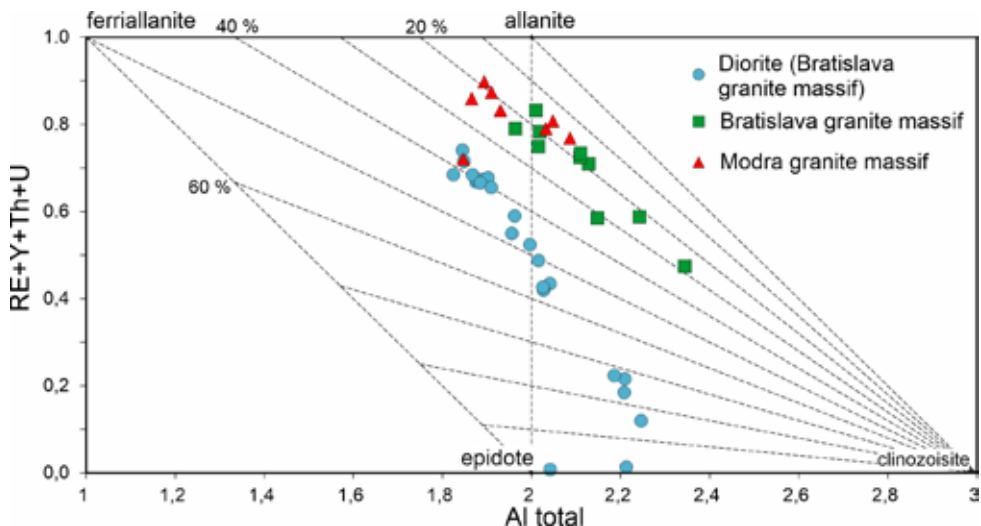 ferriallanite 40 % 20 % allanite
1.0
0.8
0.6
0,4
0,2
0,0
RE+Y+Th+U
60 %
Diorite (Bratislava
granite massif)
Bratislava granite massif
Modra granite massif
epidote
clinozoisite
1 1,2 1,4 1,6 1,8 2 2,2 2,4 2,6 2,8 3
Al total